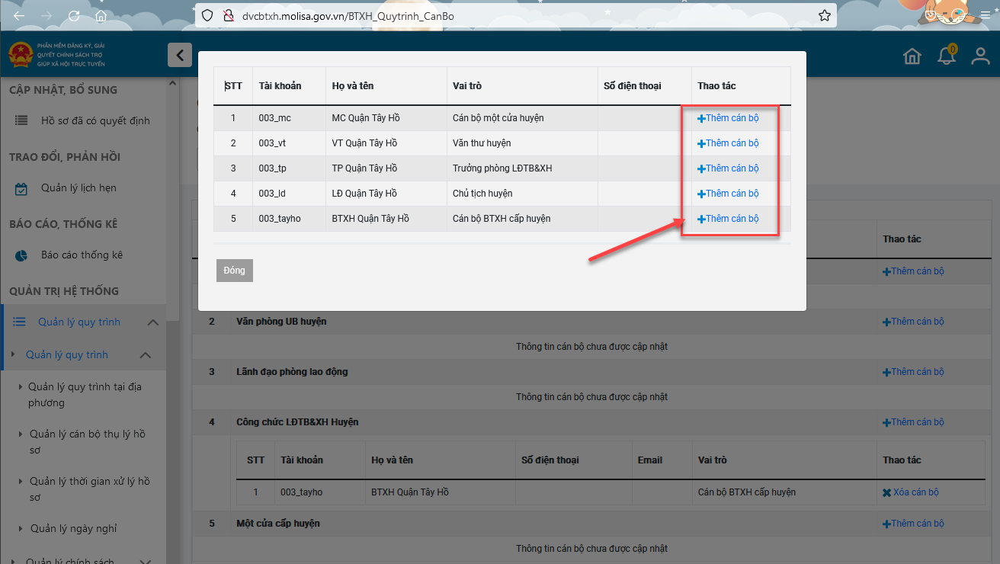 dvcbtxh.molisa.gov.vn/BTXH_Quytrinh_CanBo
PHẦN MỀM ĐĂNG KÝ, GIẢI
QUYẾT CHÍNH SÁCH TRỢ
GIÚP XÃ HỘI TRỰC TUYẾN
0
CẬP NHẬT, BỔ SUNG
Hồ sơ đã có quyết định
TRAO ĐỔI, PHẢN HỒI
Quản lý lịch hẹn
BÁO CÁO, THỐNG KÊ
Báo cáo thống kê
QUẢN TRỊ HỆ THỐNG
Quản lý quy trình
Quản lý quy trình
Quản lý quy trình tại địa
phương
Quản lý cán bộ thụ lý hồ
sơ
Quản lý thời gian xử lý hồ
sơ
Quản lý ngày nghỉ
Quản lý chính sách
STT Tài khoản Họ và tên Vai trò Số điện thoại Thao tác
1 003_mc MC Quận Tây Hồ Cán bộ một cửa huyện Thêm cán bộ
2 003_vt VT Quận Tây Hồ Văn thư huyện Thêm cán bộ
3 003_tp TP Quận Tây Hồ Trưởng phòng LĐTB&XH Thêm cán bộ
4 003_ld LĐ Quận Tây Hồ Chủ tịch huyện Thêm cán bộ
5 003_tayho BTXH Quận Tây Hồ Cán bộ BTXH cấp huyện Thêm cán bộ
Đóng
Thao tác
Thêm cán bộ
2 Văn phòng UB huyện Thêm cán bộ
Thông tin cán bộ chưa được cập nhật
3 Lãnh đạo phòng lao động Thêm cán bộ
Thông tin cán bộ chưa được cập nhật
4 Công chức LĐTB&XH Huyện Thêm cán bộ
STT Tài khoản Họ và tên Số điện thoại Email Vai trò Thao tác
1 003_tayho BTXH Quận Tây Hồ Cán bộ BTXH cấp huyện Xóa cán bộ
5 Một cửa cấp huyện Thêm cán bộ
Thông tin cán bộ chưa được cập nhật